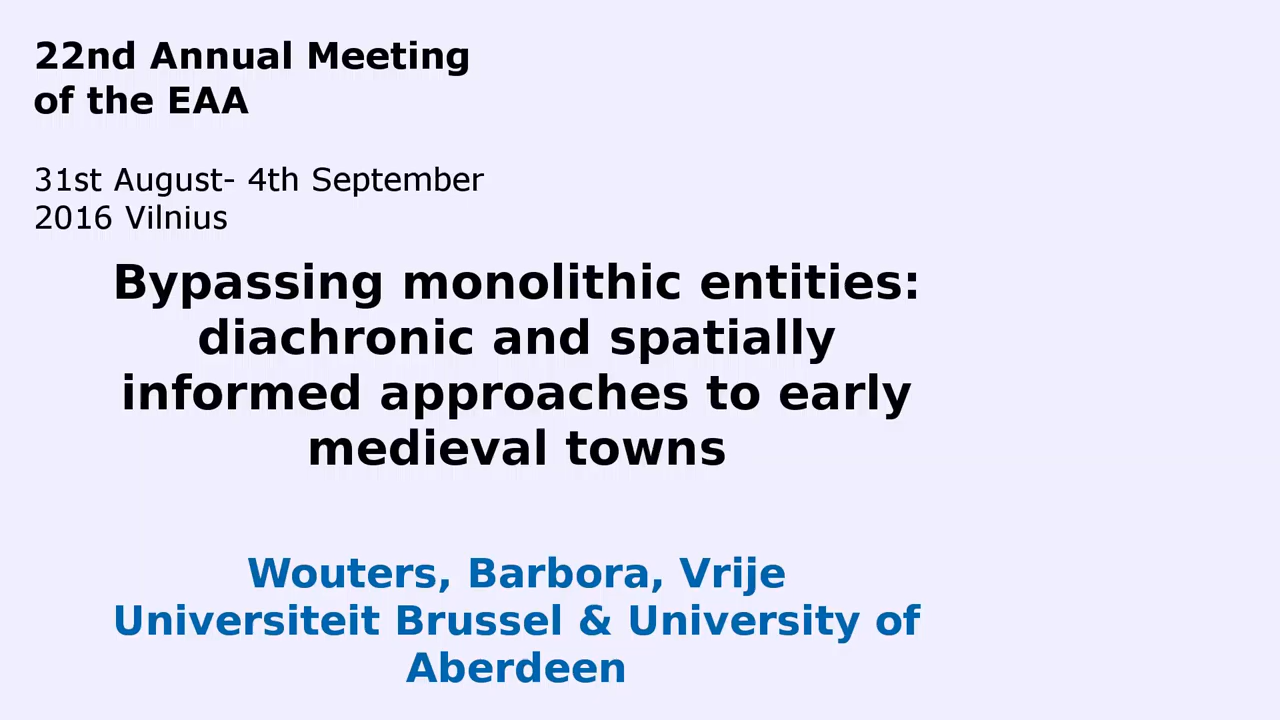 22nd Annual Meeting
of the EAA
31st August- 4th September
2016 Vilnius
Bypassing monolithic entities:
diachronic and spatially
informed approaches to early
medieval towns
Wouters, Barbora, Vrije
Universiteit Brussel & University of
Aberdeen